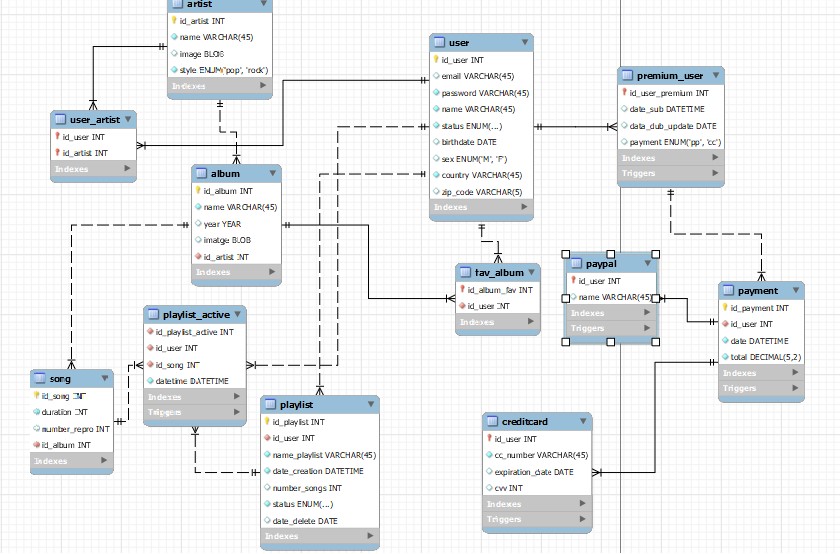 artist
id_artist INT
name VARCHAR(45)
image BLOB
style ENUM('pop', 'rock')
Indexes
user_artist
id_user INT
id_artist INT
Indexes
album
id_album INT
name VARCHAR(45)
year YEAR
imatge BLOB
id_artist INT
Indexes
user
id_user INT
email VARCHAR(45)
password VARCHAR(45)
name VARCHAR(45)
status ENUM(...)
birthdate DATE
sex ENUM('M', 'F')
country VARCHAR(45)
zip_code VARCHAR(5)
Indexes
premium_user
id_user_premium INT
date_sub DATETIME
data_dub_update DATE
payment ENUM('pp', 'cc')
Indexes
Triggers
fav_album
id_album_fav INT
id_user INT
Indexes
paypal
id_user INT
name VARCHAR(45)
Indexes
Triggers
payment
id_payment INT
id_user INT
date DATETIME
total DECIMAL(5,2)
Indexes
Triggers
playlist_active
id_playlist_active INT
id_user INT
id_song INT
datetime DATETIME
Indexes
Triggers
song
id_song INT
duration INT
number_repro INT
id_album INT
Indexes
playlist
id_playlist INT
id_user INT
name_playlist VARCHAR(45)
date_creation DATETIME
number_songs INT
status ENUM(...)
date_delete DATE
Indexes
creditcard
id_user INT
cc_number VARCHAR(45)
expiration_date DATE
cvv INT
Indexes
Triggers